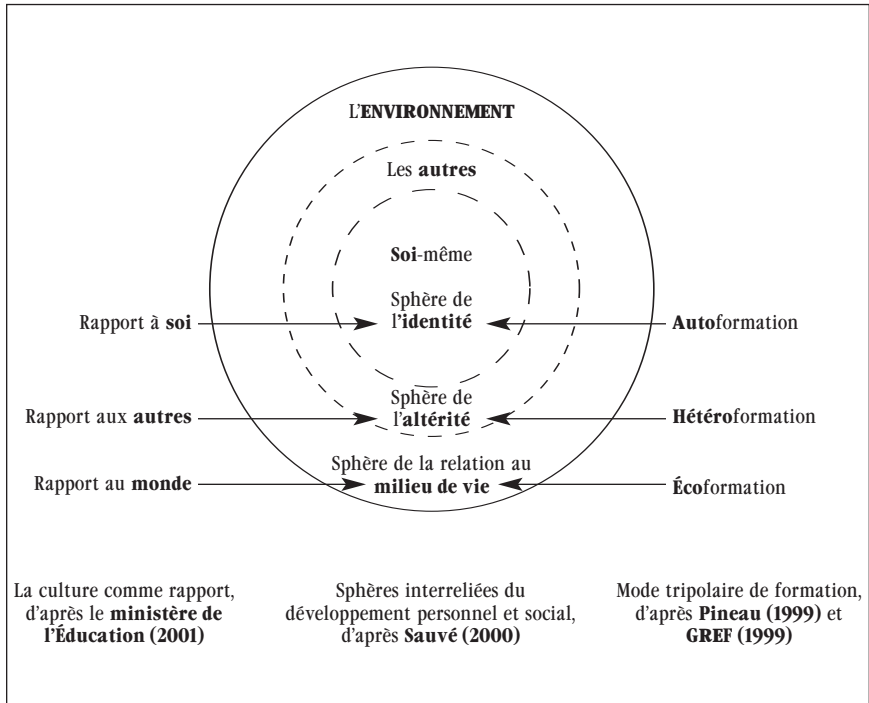 L'ENVIRONNEMENT
Les autres
Soi-même
Sphère de
l'identité
Rapport à soi
Autoformation
Sphère de
l'altérité
Rapport aux autres
Hétéroformation
Sphère de la relation au
milieu de vie
Rapport au monde
Écoformation
La culture comme rapport,
d'après le ministère de
l'Éducation (2001)
Sphères interreliées du
développement personnel et social,
d'après Sauvé (2000)
Mode tripolaire de formation,
d'après Pineau (1999) et
GREF (1999)